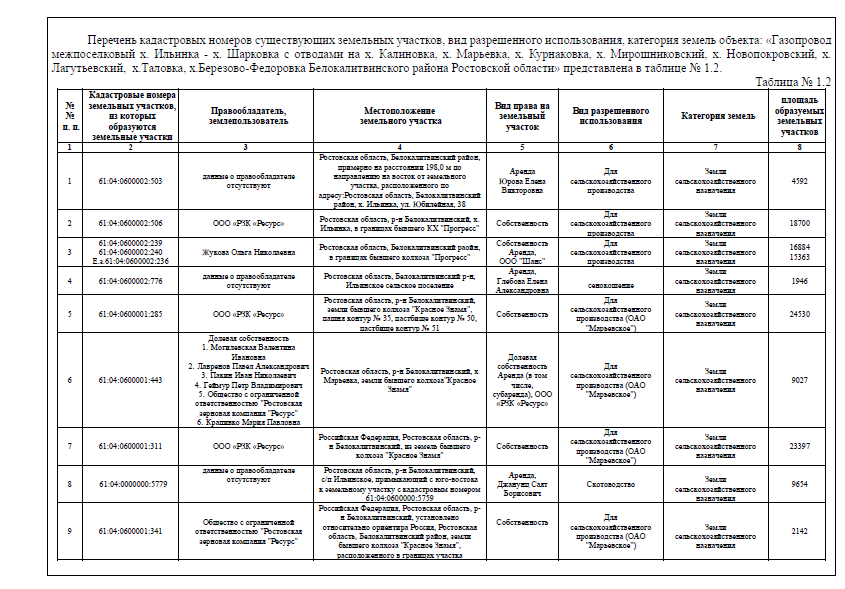 Перечень кадастровых номеров существующих земельных участков, вид разрешенного использования, категория земель объекта: «Газопровод
межпоселковый х. Ильинка - х. Шарковка с отводами на х. Калиновка, х. Марьевка, х. Курнаковка, х. Мирошниковский, х. Новопокровский, х.
Лагутьевский, х.Таловка, х.Березово-Федоровка Белокалитвинского района Ростовской области» представлена в таблице № 1.2.
Таблица № 1.2
№
№
п. п.
Кадастровые номера
земельных участков,
из которых
образуются
земельные участки
Правообладатель,
землепользователь
Местоположение
земельного участка
Вид права на
земельный
участок
Вид разрешенного
использования
Категория земель
площадь
образуемых
земельных
участков
1 2 3 4 5 6 7 8
1
61:04:0600002:503
данные о правообладателе
отсутствуют
Ростовская область, Белокалитвинский район,
примерно на расстоянии 198,0 м по
направлению на восток от земельного
участка, расположенного по
адресу:Ростовская область, Белокалитвинский
район, х. Ильинка, ул. Юбилейная, 38
Аренда
Юрова Елена
Викторовна
Для
сельскохозяйственного
производства
Земли
сельскохозяйственного
назначения
4592
2
61:04:0600002:506
ООО «РЗК «Ресурс»
Ростовская область, р-н Белокалитвинский, х.
Ильинка, в границах бывшего КХ "Прогресс"
Собственность
Для
сельскохозяйственного
производства
Земли
сельскохозяйственного
назначения
18700
3
61:04:0600002:239
61:04:0600002:240
Е.з.61:04:0600002:236
Жукова Ольга Николаевна
Ростовская область, Белокалитвинский район,
в границах бывшего колхоза "Прогресс"
Собственность
Аренда,
ООО "Шанс"
Для
сельскохозяйственного
производства
Земли
сельскохозяйственного
назначения
16884
15363
4
61:04:0600002:776
данные о правообладателе
отсутствуют
Ростовская область, Белокалитвинский р-н,
Ильинское сельское поселение
Аренда,
Глебова Елена
Александровна
сенокошение
Земли
сельскохозяйственного
назначения
1946
5
61:04:0600001:285
ООО «РЗК «Ресурс»
Ростовская область, р-н Белокалитвинский,
земли бывшего колхоза "Красное Знамя",
пашня контур № 35, пастбище контур № 50,
пастбище контур № 51
Собственность
Для
сельскохозяйственного
производства (ОАО
"Марьевское")
Земли
сельскохозяйственного
назначения
24530
6
61:04:0600001:443
Долевая собственность
1. Могилевская Валентина
Ивановна
2. Лавренов Павел Александрович
3. Пакин Иван Николаевич
4. Геймур Петр Владимирович
5. Общество с ограниченной
ответственностью "Ростовская
зерновая компания "Ресурс"
6. Крапивко Мария Павловна
Ростовская область, р-н Белокалитвинский, х
Марьевка, земли бывшего колхоза"Красное
Знамя"
Долевая
собственность
Аренда (в том
числе,
субаренда), ООО
«РЗК «Ресурс»
Для
сельскохозяйственного
производства (ОАО
"Марьевское")
Земли
сельскохозяйственного
назначения
9027
7
61:04:0600001:311
ООО «РЗК «Ресурс»
Российская Федерация, Ростовская область, р-
н Белокалитвинский, из земель бывшего
колхоза "Красное Знамя"
Собственность
Для
сельскохозяйственного
производства (ОАО
"Марьевское")
Земли
сельскохозяйственного
назначения
23397
8
61:04:0000000:5779
данные о правообладателе
отсутствуют
Ростовская область, р-н Белокалитвинский,
с/п Ильинское, примыкающий с юго-востока
к земельному участку с кадастровым номером
61:04:0600000:5759
Аренда,
Джанунц Саят
Борисович
Скотоводство
Земли
сельскохозяйственного
назначения
9654
9
61:04:0600001:341
Общество с ограниченной
ответственностью "Ростовская
зерновая компания "Ресурс"
Российская Федерация, Ростовская область, р-
н Белокалитвинский, установлено
относительно ориентира Россия, Ростовская
область, Белокалитвинский район, земли
бывшего колхоза "Красное Знамя",
расположенного в границах участка
Собственность
Для
сельскохозяйственного
производства (ОАО
"Марьевское")
Земли
сельскохозяйственного
назначения
2142